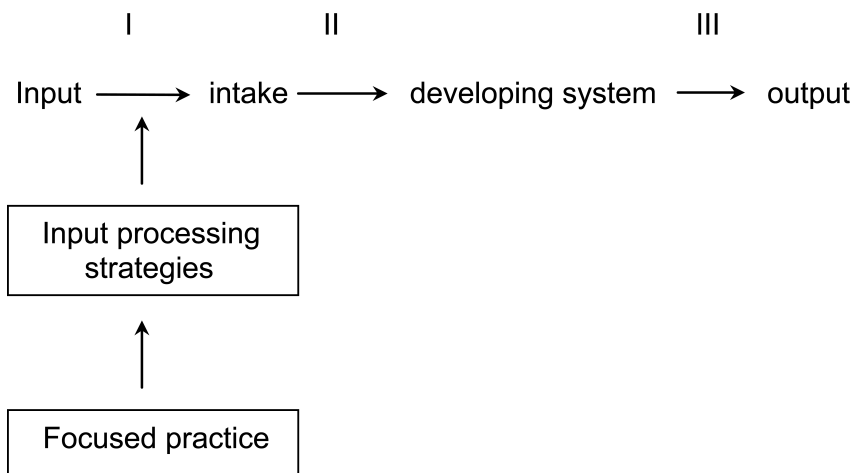 I II III
Input intake developing system output
Input processing
strategies
Focused practice